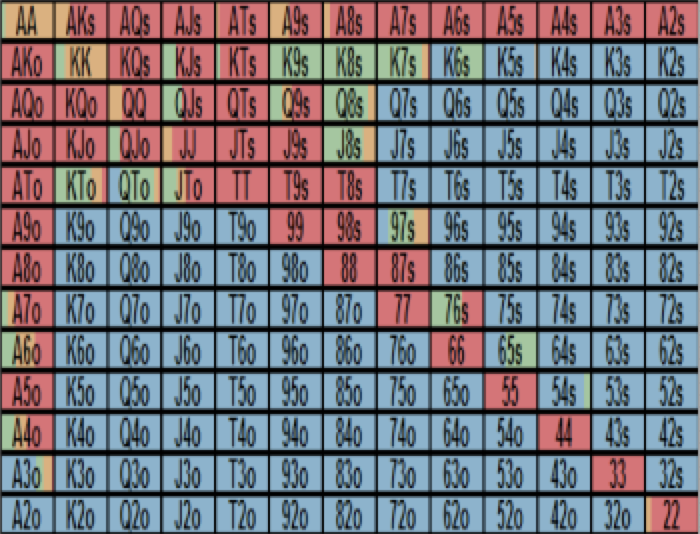 AA AKs AQs AJs ATs A9s A8s A7s A6s A5s A4s A3s A2s
AKo KK KQs KJs KTs K9s K8s K7s K6s K5s K4s K3s K2s
AQo KQo QQ QJs QTs Q9s Q8s Q7s Q6s Q5s Q4s Q3s Q2s
AJo KJo QJo JJ JTs J9s J8s J7s J6s J5s J4s J3s J2s
ATo KTo QTo JTo TT T9s T8s T7s T6s T5s T4s T3s T2s
A9o K9o Q9o J9o T9o 99 98s 97s 96s 95s 94s 93s 92s
A8o K8o Q8o J8o T8o 98o 88 87s 86s 85s 84s 83s 82s
A7o K7o Q7o J7o T7o 97o 87o 77 76s 75s 74s 73s 72s
A6o K6o Q6o J6o T6o 96o 86o 76o 66 65s 64s 63s 62s
A5o K5o Q5o J5o T5o 95o 85o 75o 65o 55 54s 53s 52s
A4o K4o Q4o J4o T4o 94o 84o 74o 64o 54o 44 43s 42s
A3o K3o Q3o J3o T3o 93o 83o 73o 63o 53o 43o 33 32s
A2o K2o Q2o J2o T2o 92o 82o 72o 62o 52o 42o 32o 22